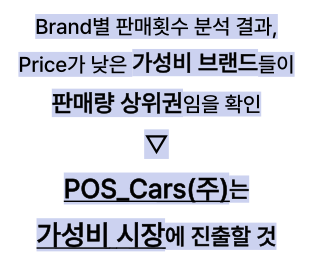 Brand별 판매횟수 분석 결과,
Price가 낮은 가성비 브랜드들이
판매량 상위권임을 확인
▽
POS_Cars(주)는
가성비 시장에 진출할 것